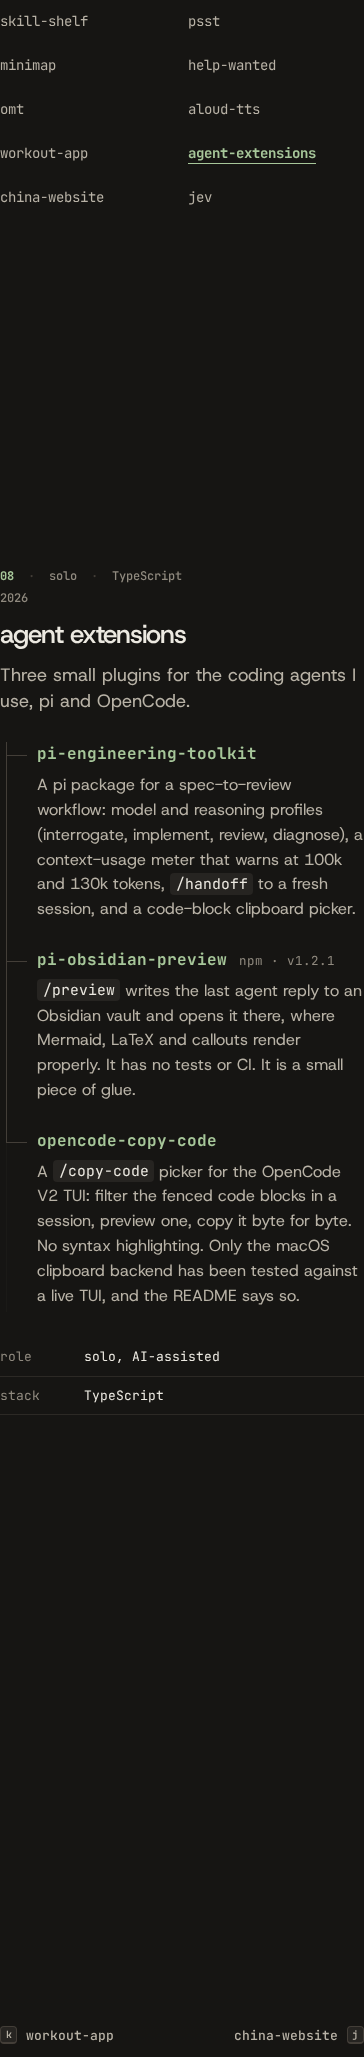 skill-shelf psst
minimap help-wanted
omt aloud-tts
workout-app agent-extensions
china-website jev
08 · solo · TypeScript
2026
agent extensions
Three small plugins for the coding agents I
use, pi and OpenCode.
pi-engineering-toolkit
A pi package for a spec-to-review
workflow: model and reasoning profiles
(interrogate, implement, review, diagnose), a
context-usage meter that warns at 100k
and 130k tokens, /handoff to a fresh
session, and a code-block clipboard picker.
pi-obsidian-preview npm · v1.2.1
/preview writes the last agent reply to an
Obsidian vault and opens it there, where
Mermaid, LaTeX and callouts render
properly. It has no tests or CI. It is a small
piece of glue.
opencode-copy-code
A /copy-code picker for the OpenCode
V2 TUI: filter the fenced code blocks in a
session, preview one, copy it byte for byte.
No syntax highlighting. Only the macOS
clipboard backend has been tested against
a live TUI, and the README says so.
role solo, AI-assisted
stack TypeScript
k workout-app china-website j